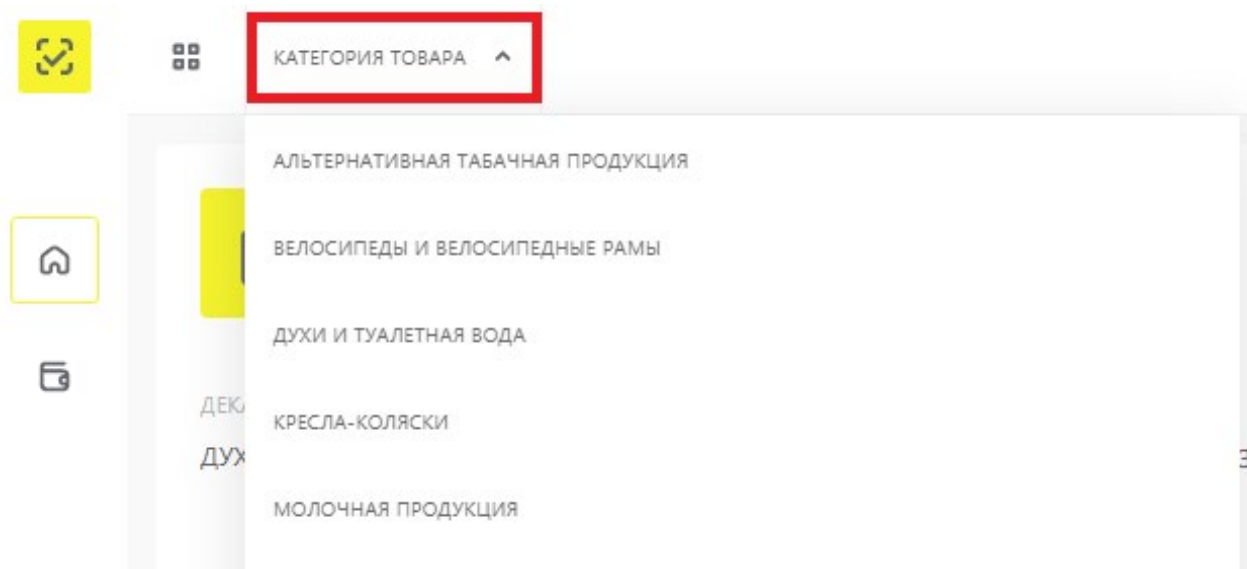 КАТЕГОРИЯ ТОВАРА
АЛЬТЕРНАТИВНАЯ ТАБАЧНАЯ ПРОДУКЦИЯ
ВЕЛОСИПЕДЫ И ВЕЛОСИПЕДНЫЕ РАМЫ
ДУХИ И ТУАЛЕТНАЯ ВОДА
КРЕСЛА-КОЛЯСКИ
МОЛОЧНАЯ ПРОДУКЦИЯ